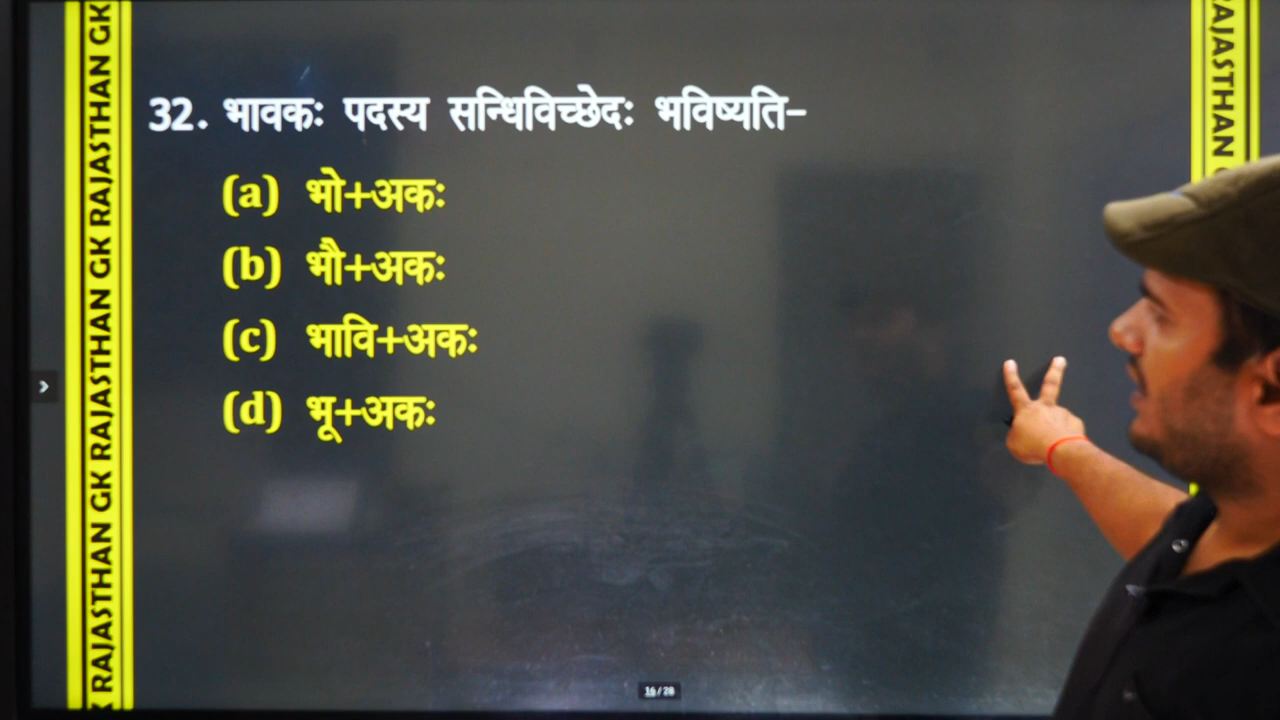 RAJASTHAN GK RAJASTHAN GK RAJASTHAN GK
32. भावकः पदस्य सन्धिविच्छेदः भविष्यति–
(a) भो+अकः
(b) भौ+अकः
(c) भावि+अकः
(d) भू+अकः
16 / 28
RAJASTHAN